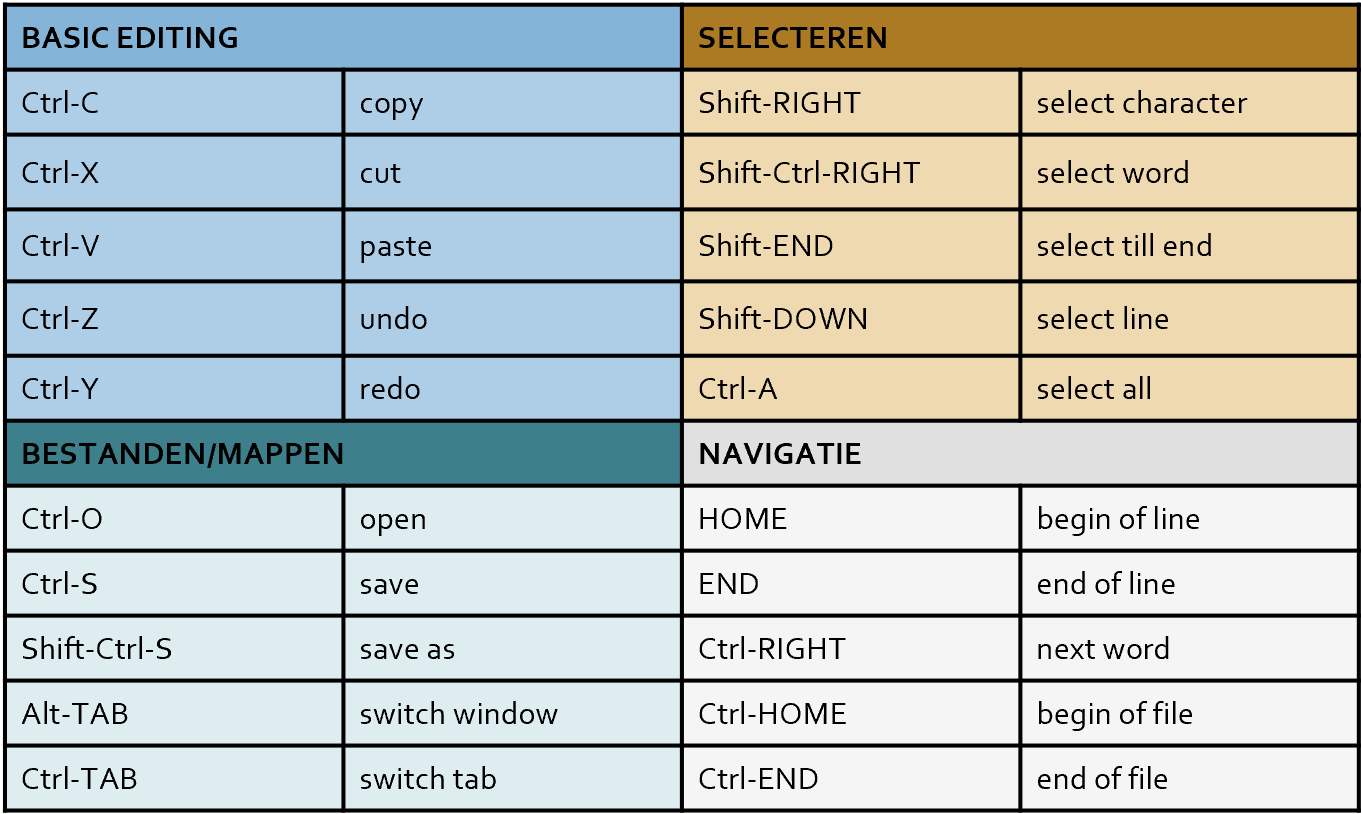 BASIC EDITING SELECTEREN
Ctrl-C copy Shift-RIGHT select character
Ctrl-X cut Shift-Ctrl-RIGHT select word
Ctrl-V paste Shift-END select till end
Ctrl-Z undo Shift-DOWN select line
Ctrl-Y redo Ctrl-A select all
BESTANDEN/MAPPEN NAVIGATIE
Ctrl-O open HOME begin of line
Ctrl-S save END end of line
Shift-Ctrl-S save as Ctrl-RIGHT next word
Alt-TAB switch window Ctrl-HOME begin of file
Ctrl-TAB switch tab Ctrl-END end of file